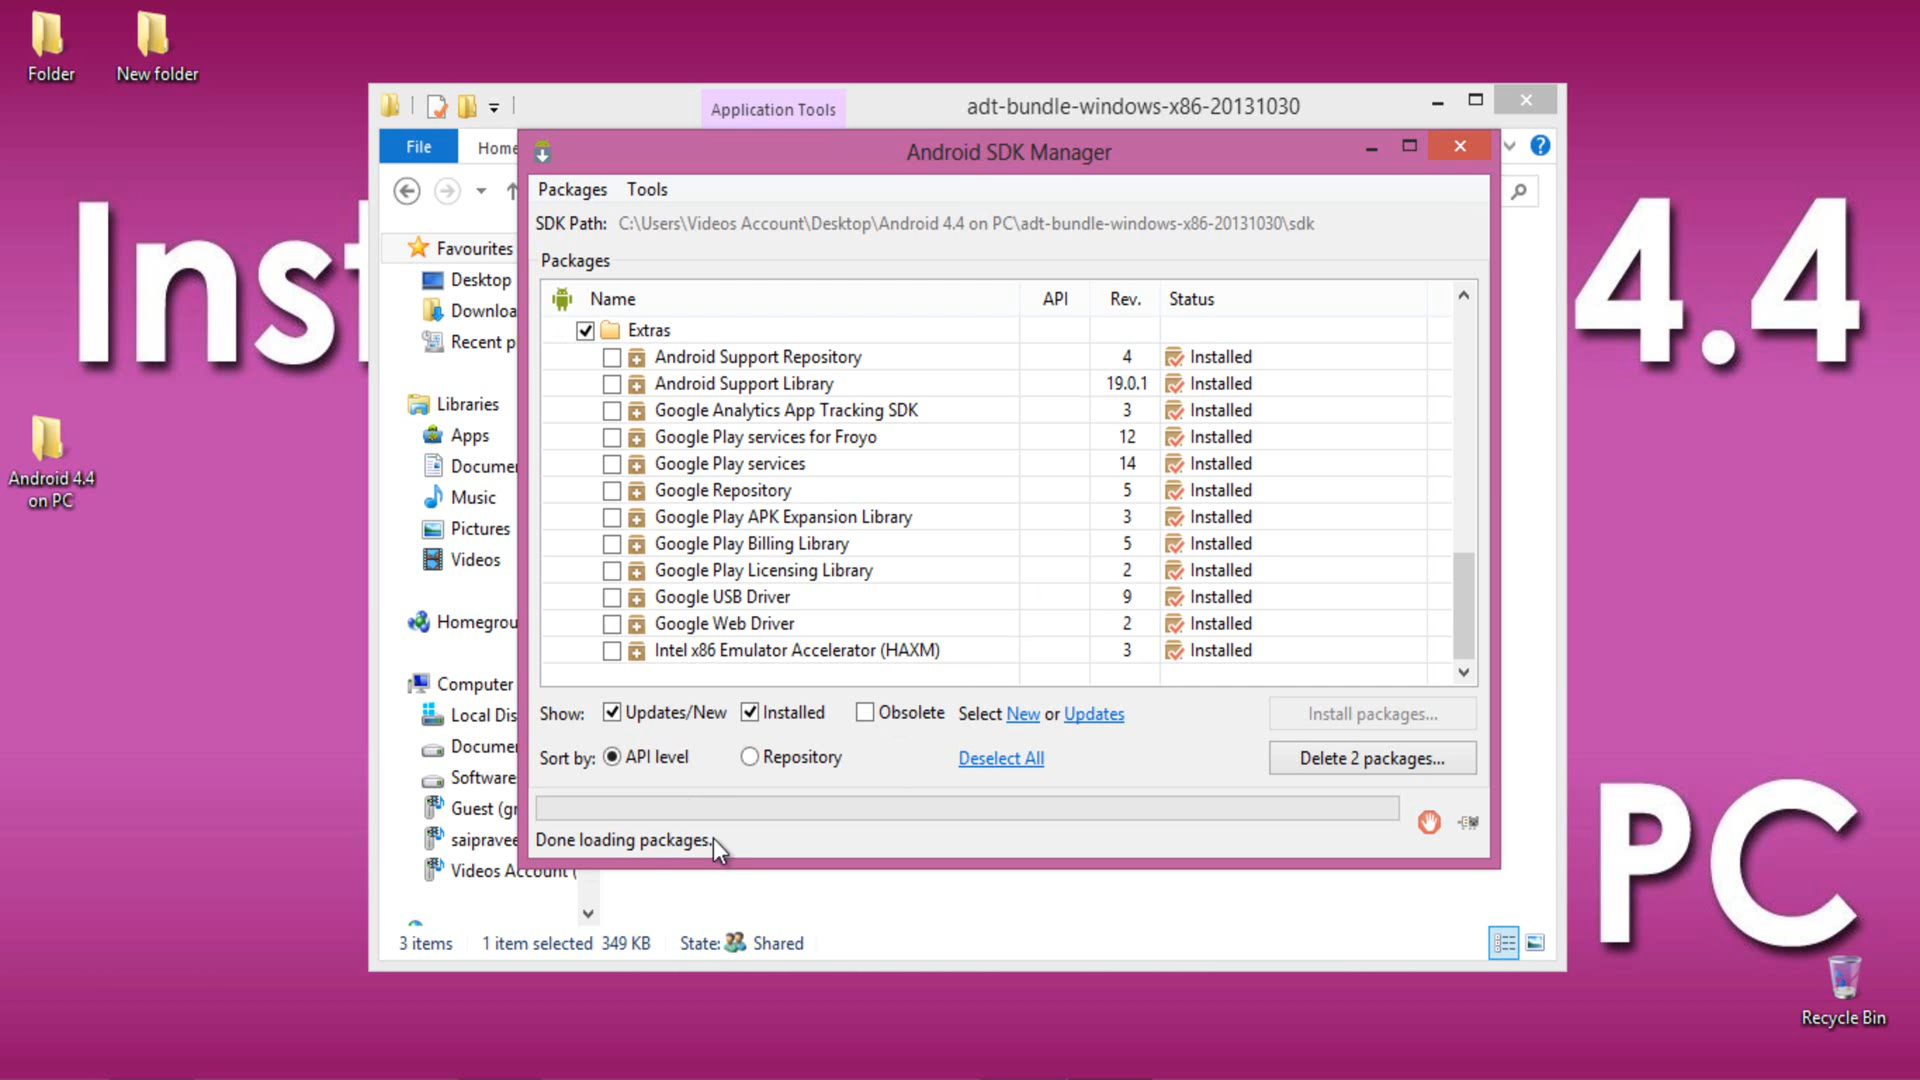 Folder
New folder
Android 4.4
on PC
Inst
4.4
PC
Recycle Bin
Application Tools
adt-bundle-windows-x86-20131030
File
Home
Favourites
Desktop
Downloa
Recent p
Libraries
Apps
Documen
Music
Pictures
Videos
Homegrou
Computer
Local Dis
Documen
Software
Guest (gr
saipravee
Videos Account (
3 items
1 item selected 349 KB
State: Shared
Android SDK Manager
Packages Tools
SDK Path: C:\Users\Videos Account\Desktop\Android 4.4 on PC\adt-bundle-windows-x86-20131030\sdk
Packages
Name API Rev. Status
Extras
Android Support Repository 4 Installed
Android Support Library 19.0.1 Installed
Google Analytics App Tracking SDK 3 Installed
Google Play services for Froyo 12 Installed
Google Play services 14 Installed
Google Repository 5 Installed
Google Play APK Expansion Library 3 Installed
Google Play Billing Library 5 Installed
Google Play Licensing Library 2 Installed
Google USB Driver 9 Installed
Google Web Driver 2 Installed
Intel x86 Emulator Accelerator (HAXM) 3 Installed
Show: Updates/New Installed Obsolete Select New or Updates Install packages...
Sort by: API level Repository Deselect All Delete 2 packages...
Done loading packages.